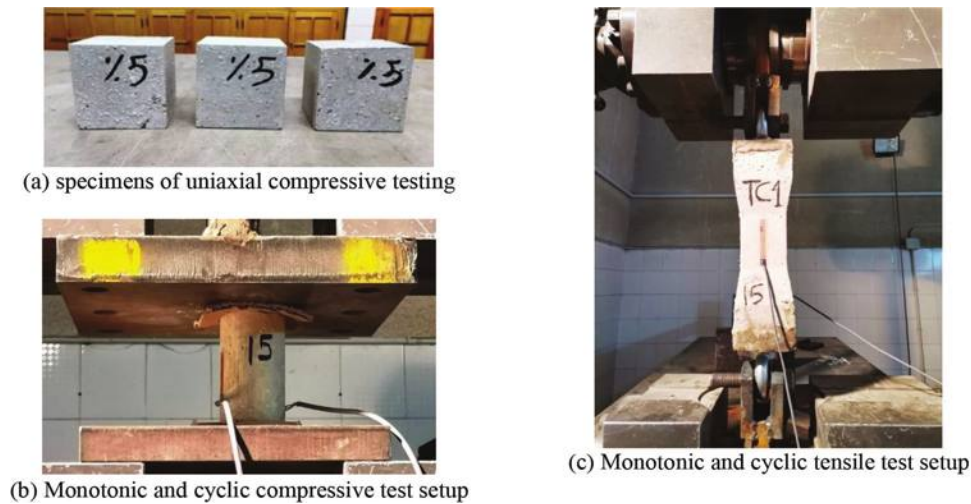 ٪5
٪5
٪5
(a) specimens of uniaxial compressive testing
15
(b) Monotonic and cyclic compressive test setup
TC1
15
(c) Monotonic and cyclic tensile test setup